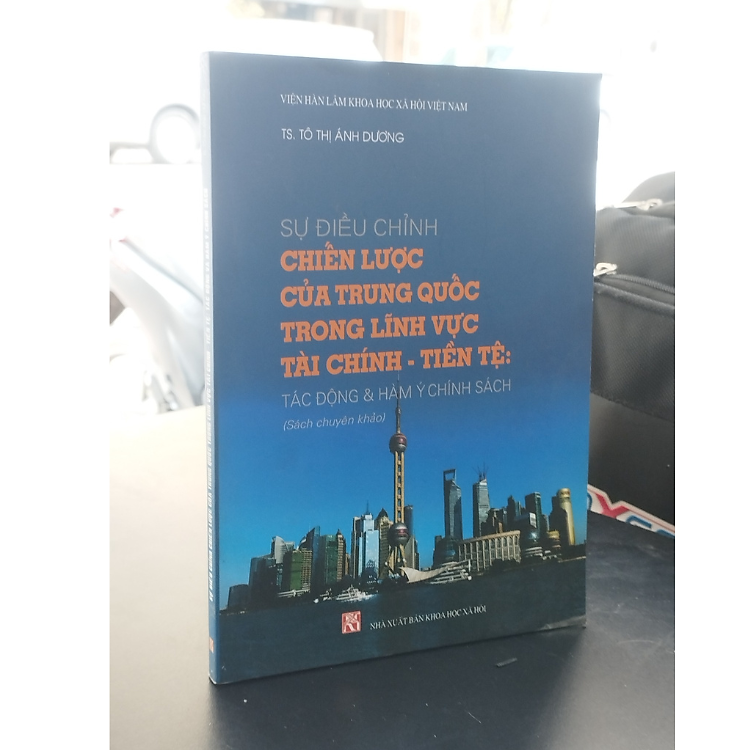 VIỆN HÀN LÂM KHOA HỌC XÃ HỘI VIỆT NAM
TS. TÔ THỊ ÁNH DƯƠNG
SỰ ĐIỀU CHỈNH
CHIẾN LƯỢC
CỦA TRUNG QUỐC
TRONG LĨNH VỰC
TÀI CHÍNH - TIỀN TỆ:
TÁC ĐỘNG & HÀM Ý CHÍNH SÁCH
(Sách chuyên khảo)
NHÀ XUẤT BẢN KHOA HỌC XÃ HỘI